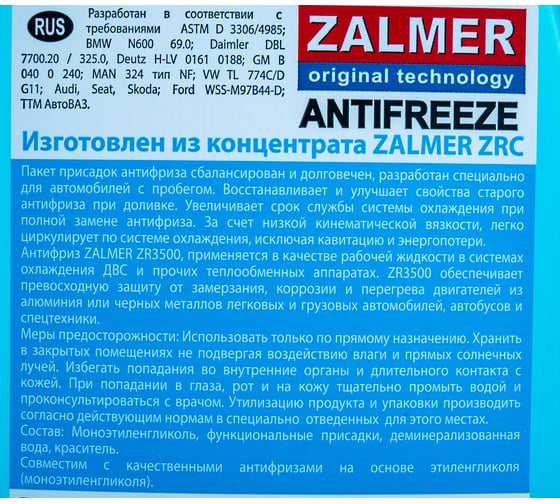 RUS
Разработан в соответствии с
требованиями ASTM D 3306/4985;
BMW N600 69.0; Daimler DBL
7700.20 / 325.0, Deutz H-LV 0161 0188; GM B
040 0 240; MAN 324 тип NF; VW TL 774C/D
G11; Audi, Seat, Skoda; Ford WSS-M97B44-D;
ТТМ АвтоВАЗ.
ZALMER
original technology
ANTIFREEZE
Изготовлен из концентрата ZALMER ZRC
Пакет присадок антифриза сбалансирован и долговечен, разработан специально
для автомобилей с пробегом. Восстанавливает и улучшает свойства старого
антифриза при доливке. Увеличивает срок службы системы охлаждения при
полной замене антифриза. За счет низкой кинематической вязкости, легко
циркулирует по системе охлаждения, исключая кавитацию и энергопотери.
Антифриз ZALMER ZR3500, применяется в качестве рабочей жидкости в системах
охлаждения ДВС и прочих теплообменных аппаратах. ZR3500 обеспечивает
превосходную защиту от замерзания, коррозии и перегрева двигателей из
алюминия или черных металлов легковых и грузовых автомобилей, автобусов и
спецтехники.
Меры предосторожности: Использовать только по прямому назначению. Хранить
в закрытых помещениях не подвергая воздействию влаги и прямых солнечных
лучей. Избегать попадания во внутренние органы и длительного контакта с
кожей. При попадании в глаза, рот и на кожу тщательно промыть водой и
проконсультироваться с врачом. Утилизацию продукта и упаковки производить
согласно действующим нормам в специально отведенных для этого местах.
Состав: Моноэтиленгликоль, функциональные присадки, деминерализованная
вода, краситель.
Совместим с качественными антифризами на основе этиленгликоля
(моноэтиленгликоля).